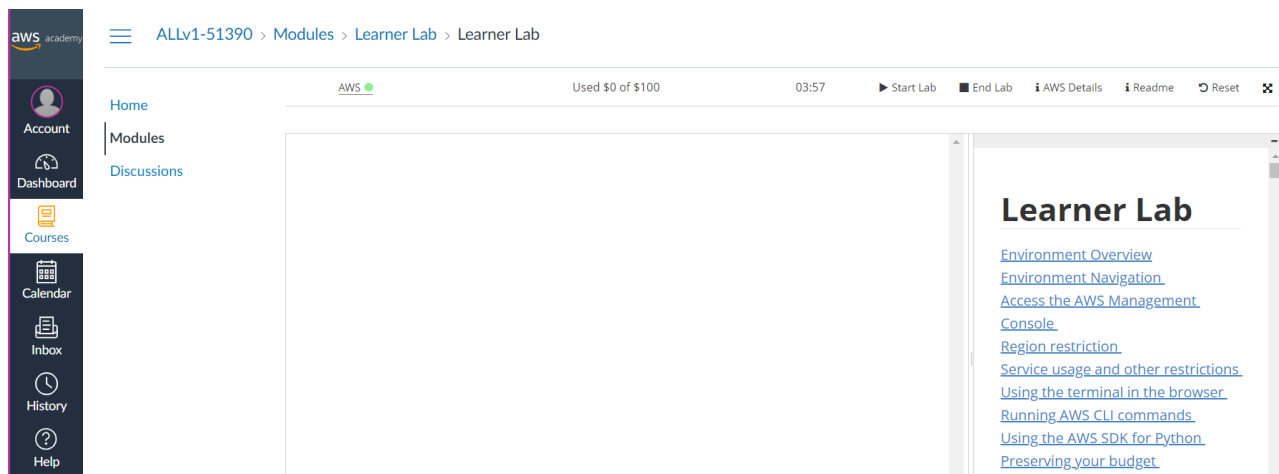 aws academy
ALLv1-51390 > Modules > Learner Lab > Learner Lab
AWS
Used $0 of $100
03:57
Start Lab
End Lab
AWS Details
Readme
Reset
Account
Dashboard
Courses
Calendar
Inbox
History
Help
Home
Modules
Discussions
Learner Lab
Environment Overview
Environment Navigation
Access the AWS Management
Console
Region restriction
Service usage and other restrictions
Using the terminal in the browser
Running AWS CLI commands
Using the AWS SDK for Python
Preserving your budget